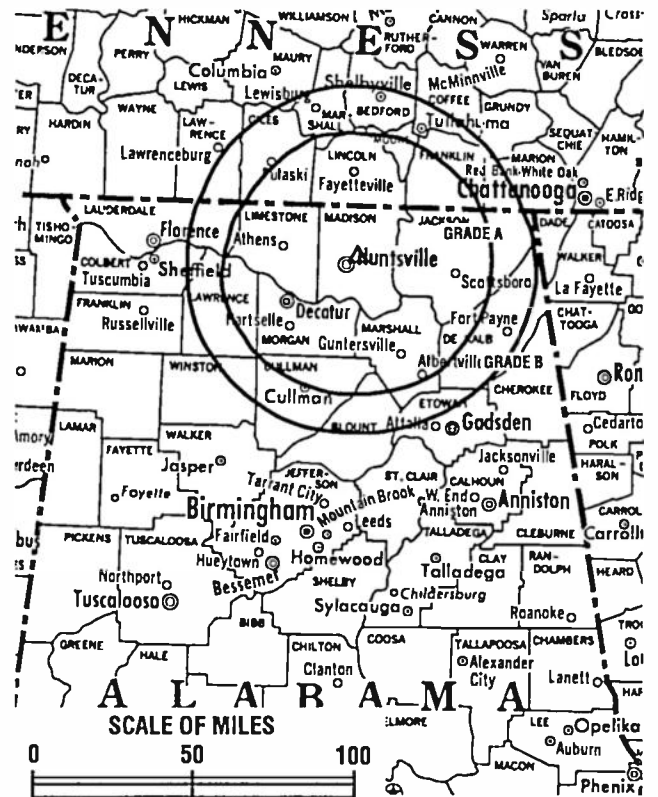 HICKMAN WILLIAMSON CANNON Sparta Cross-
E N N E S S
RUTHER-
FORD
WARREN
NDERSON PERRY MAURY BLEDSOE
Columbia
McMinnville
VAN
BUREN
DECA-
TUR
LEWIS
Lewisburg
Shelbyville
COFFEE
GRUNDY
WAYNE GILES MAR-
SHALL
BEDFORD
HARDIN
LAW-
RENCE
Tullahoma
SEQUAT-
CHIE
HAMIL-
TON
Lawrenceburg
LINCOLN
FRANKLIN
MARION
Pulaski
Fayetteville
Red Bank-White Oak
Chattanooga
E.Ridg
LAUDERDALE LIMESTONE MADISON JACKSON DADE CATOOSA
TISHO-
MINGO
Florence
Athens
GRADE A
COLBERT
Tuscumbia
Sheffield
Huntsville
WALKER
Scottsboro
La Fayette
FRANKLIN
Russellville
LAWRENCE
Decatur
Hartselle
MORGAN
MARSHALL
Fort Payne
CHAT-
TOOGA
Guntersville
DE KALB
MARION
WINSTON
CULLMAN
Albertville
GRADE B
CHEROKEE
FLOYD
Rom
Cullman
ETOWAH
LAMAR
BLOUNT
Attalla
Gadsden
Cedarto
Amory
WALKER
POLK
FAYETTE
Jacksonville
HARAL-
SON
erdeen
Jasper
JEFFER-
SON
ST. CLAIR
CALHOUN
Fayette
Tarrant City
W. End
Anniston
Anniston
Birmingham
Mountain Brook
CARROL
Leeds
Carroll
PICKENS TUSCALOOSA
Fairfield
TALLADEGA
CLEBURNE
Hueytown
Homewood
CLAY
RAN-
DOLPH
Northport
Bessemer
SHELBY
Talladega
HEARD
Tuscaloosa
Childersburg
Sylacauga
Roanoke
BIBB
GREENE
HALE
CHILTON
COOSA
TALLAPOOSA
CHAMBERS
Clanton
Alexander
City
Lanett
A L A B A M A
SCALE OF MILES
ELMORE
LEE
Opelika
0 50 100
Auburn
MACON
Phenix